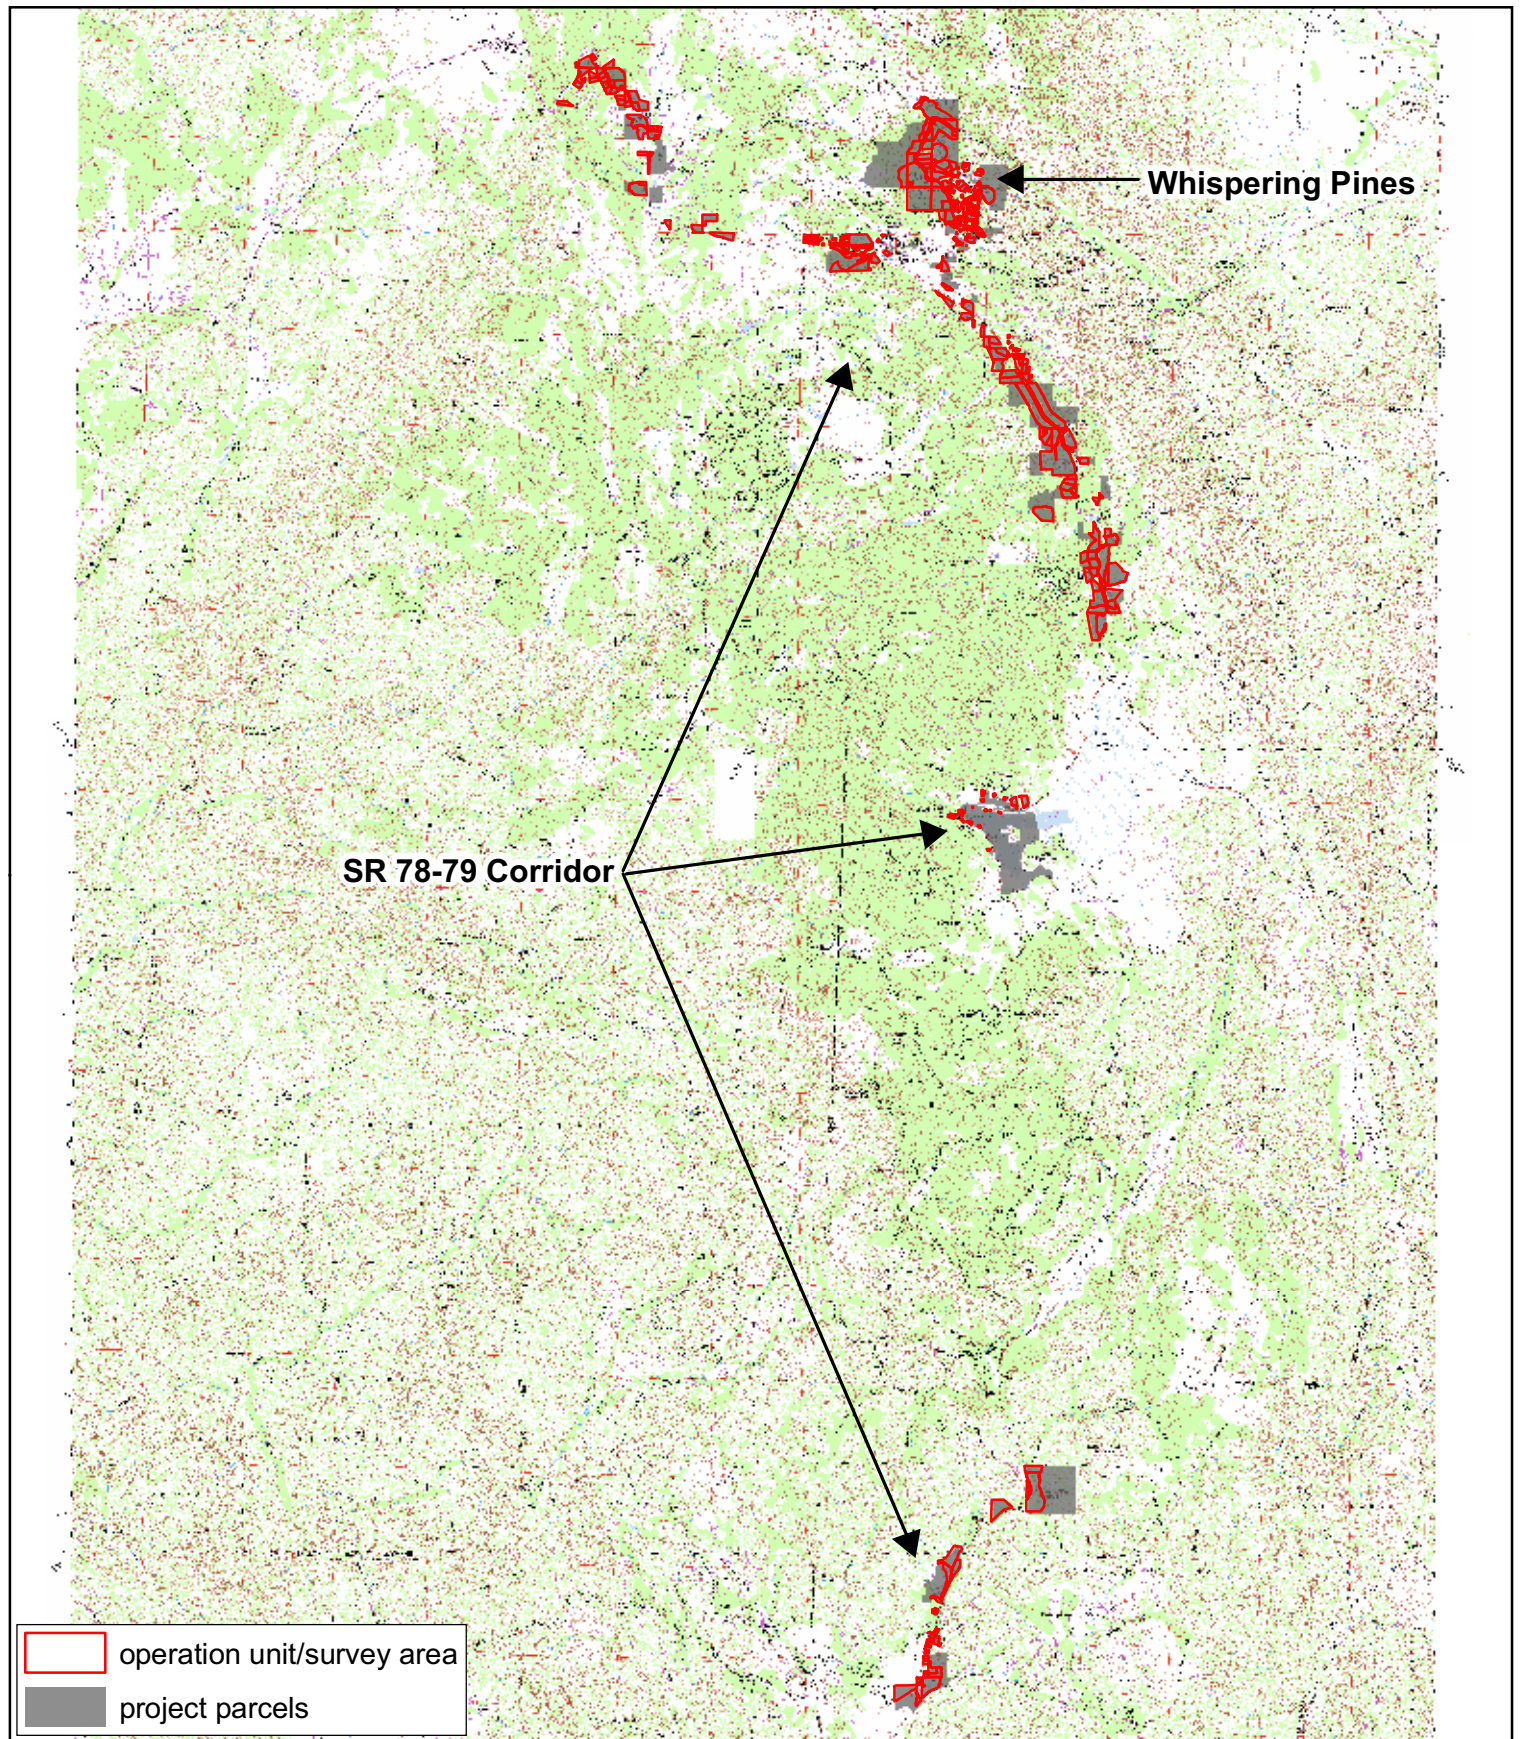 Whispering Pines
SR 78-79 Corridor
operation unit/survey area
project parcels